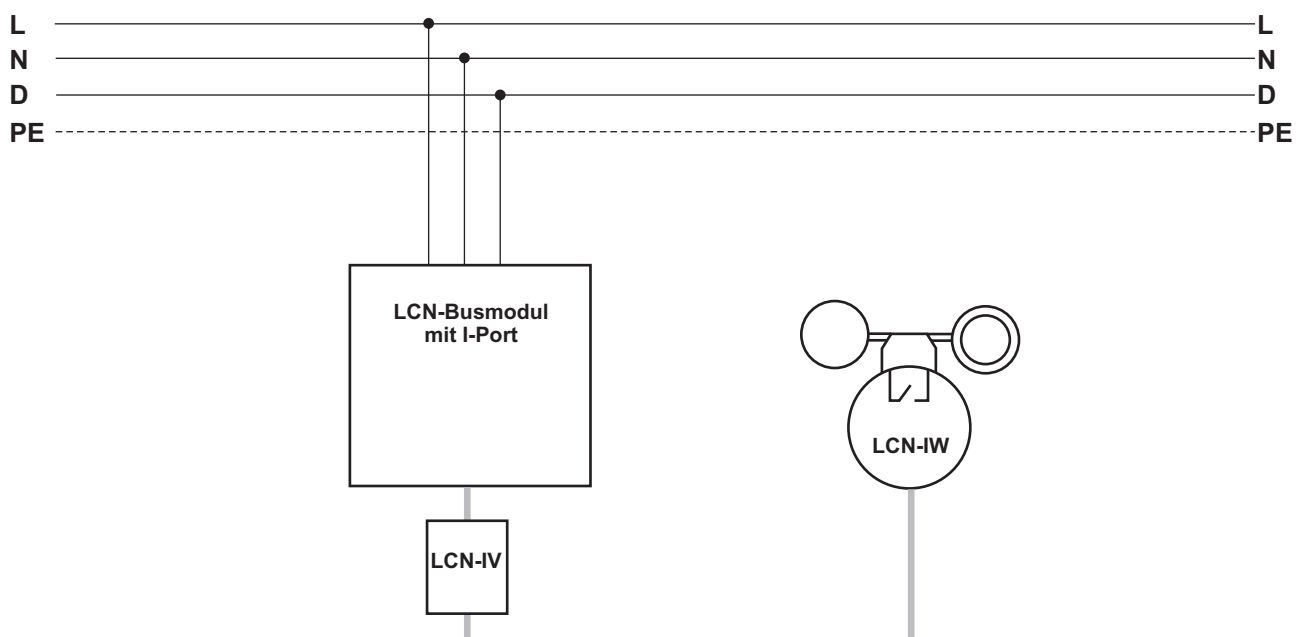 L L
N N
D D
PE PE
LCN-Busmodul
mit I-Port
LCN-IW
LCN-IV